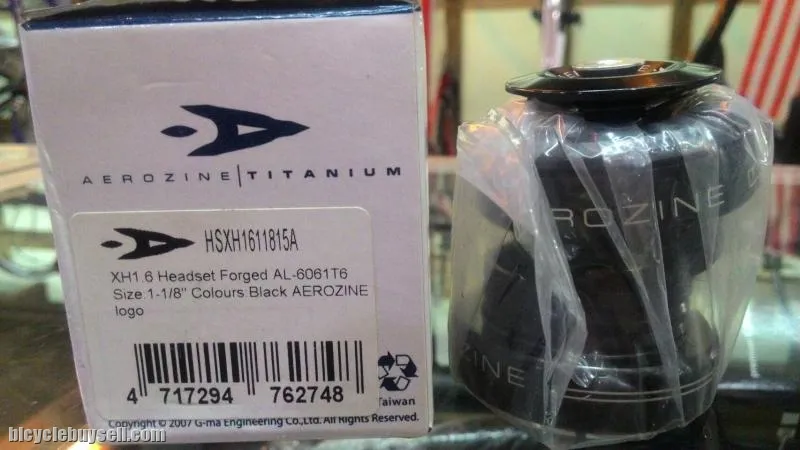 AEROZINE|TITANIUM
HSXH1611815A
XH1.6 Headset Forged AL-6061T6
Size:1-1/8" Colours:Black AEROZINE
logo
4 717294 762748
Taiwan
Copyright © 2007 G-ma Engineering Co.,Ltd. All Rights Reserved.
EROZINE
ZINE
bicyclebuysell.com